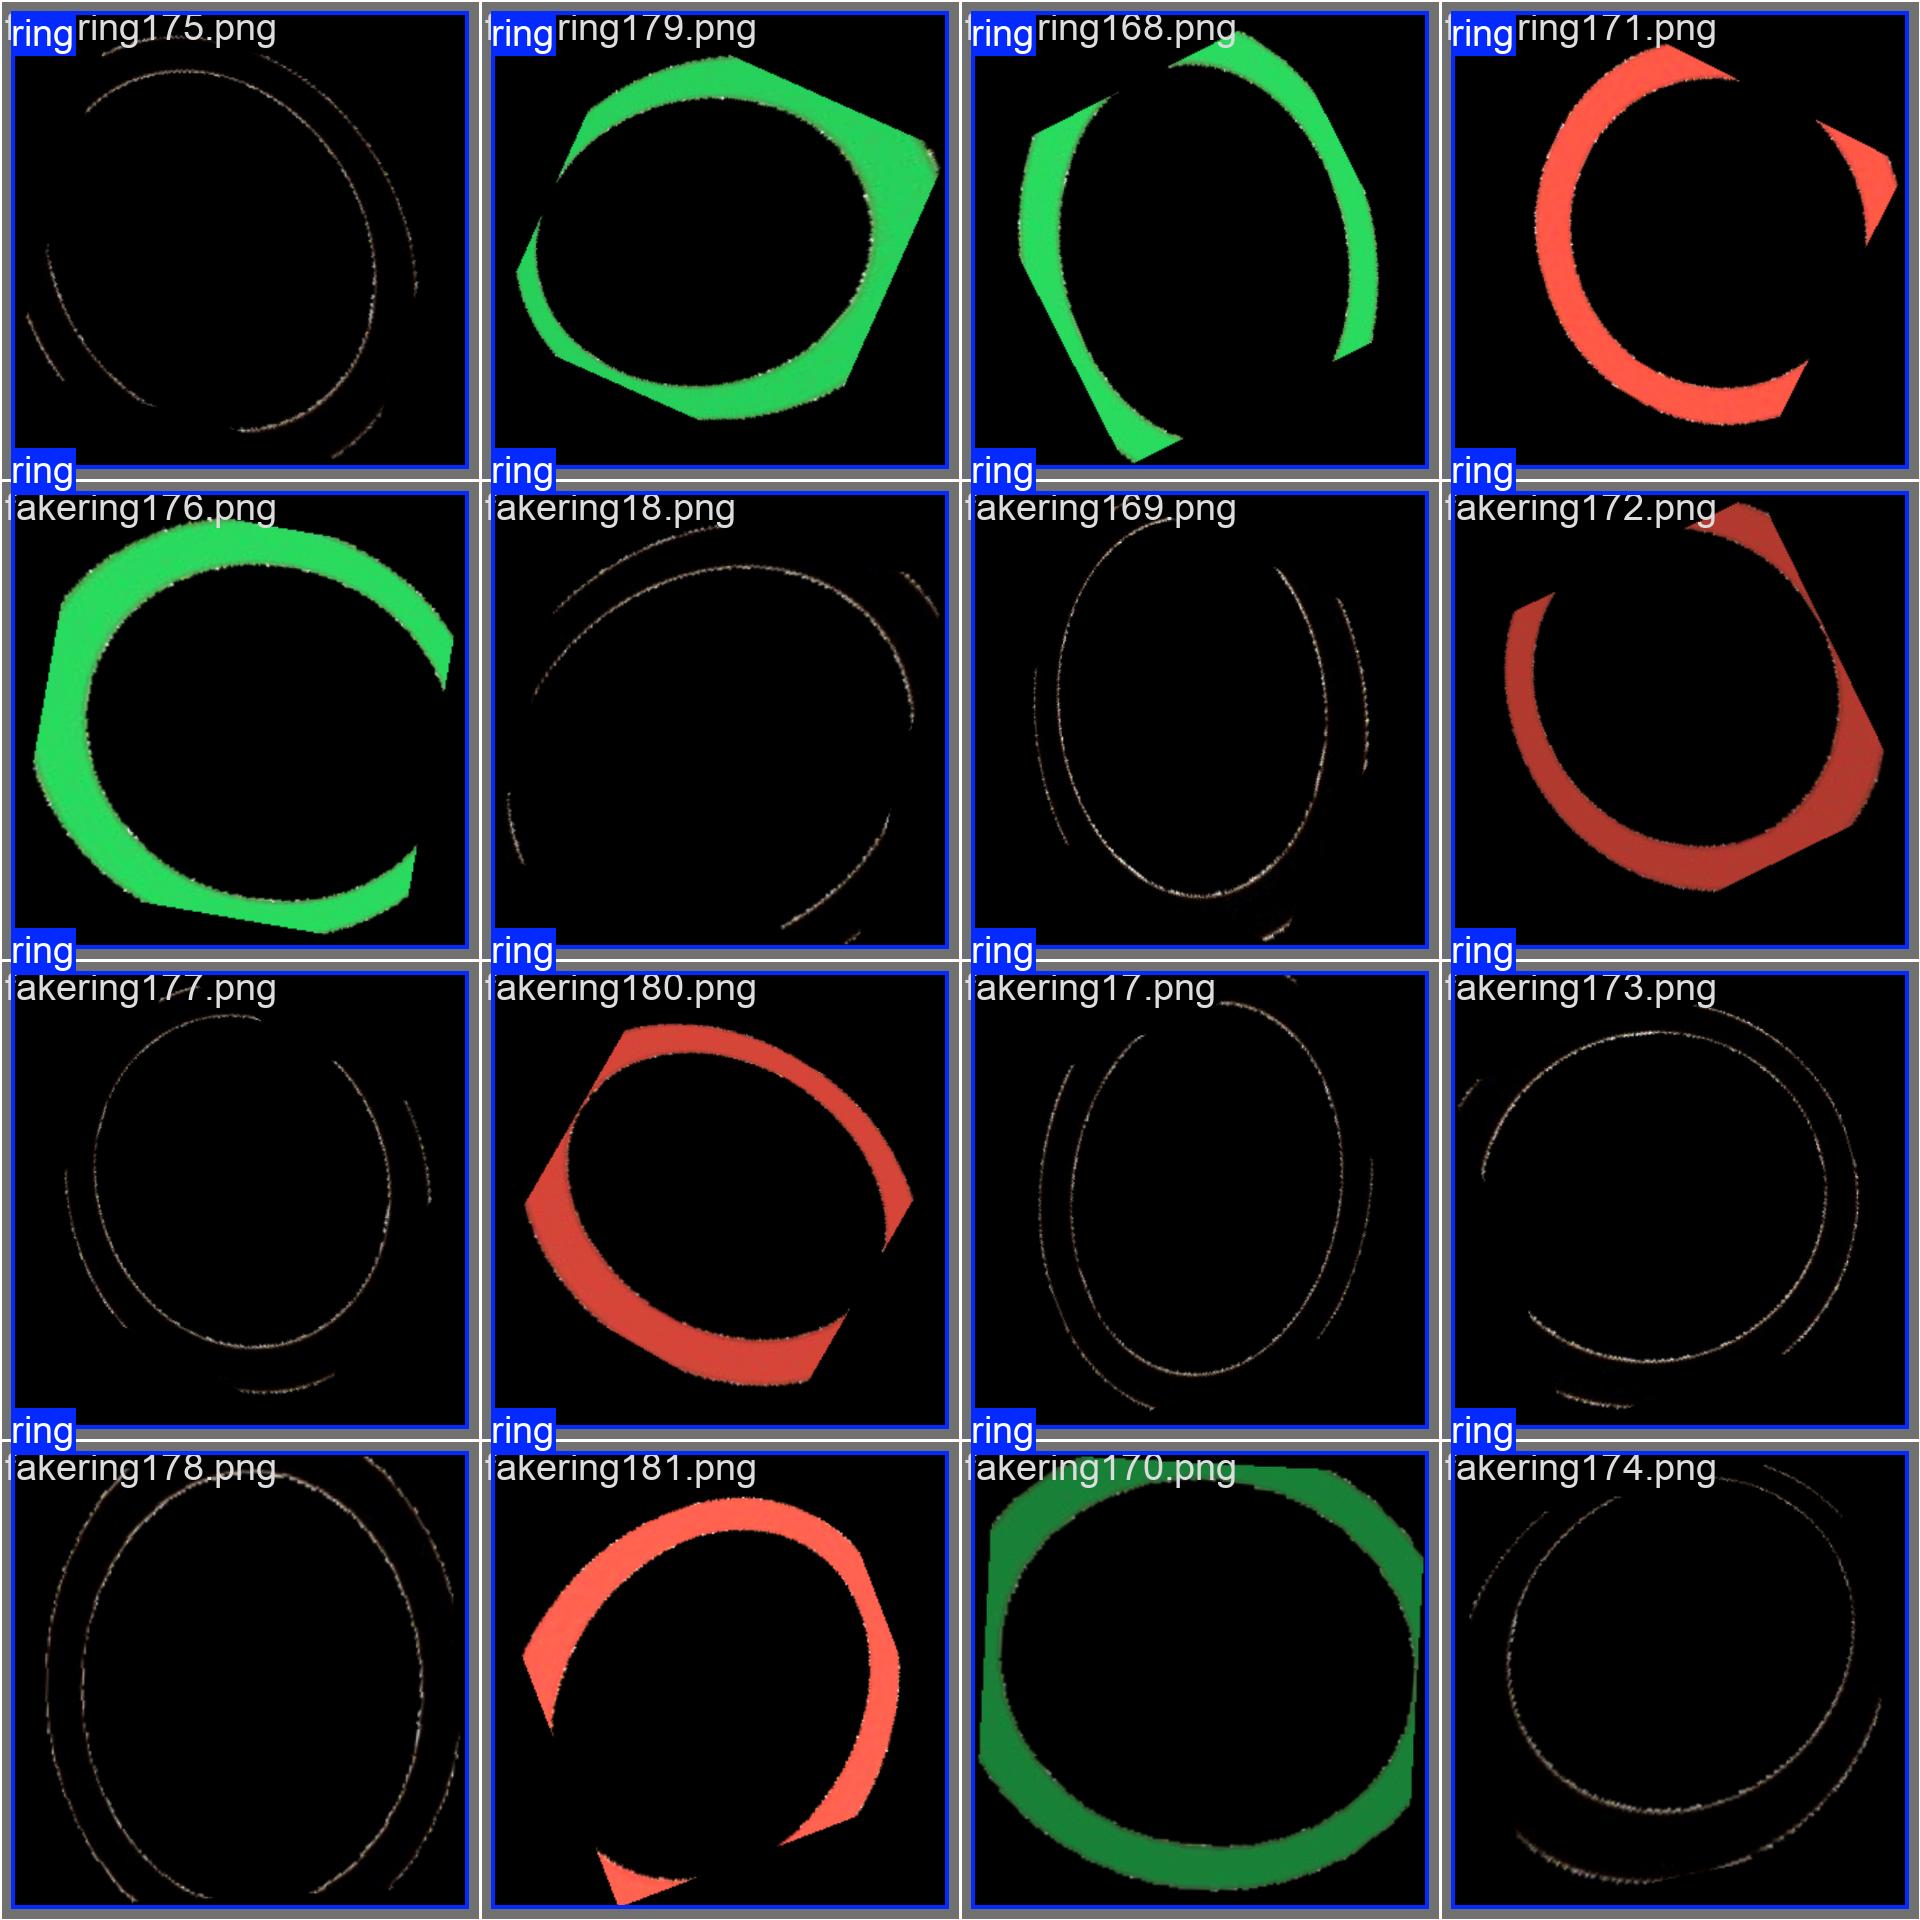 ring ring175.png
ring ring179.png
ring ring168.png
ring ring171.png
ring
ring
ring
ring
fakering176.png
fakering18.png
fakering169.png
fakering172.png
ring
ring
ring
ring
fakering177.png
fakering180.png
fakering17.png
fakering173.png
ring
ring
ring
ring
fakering178.png
fakering181.png
fakering170.png
fakering174.png